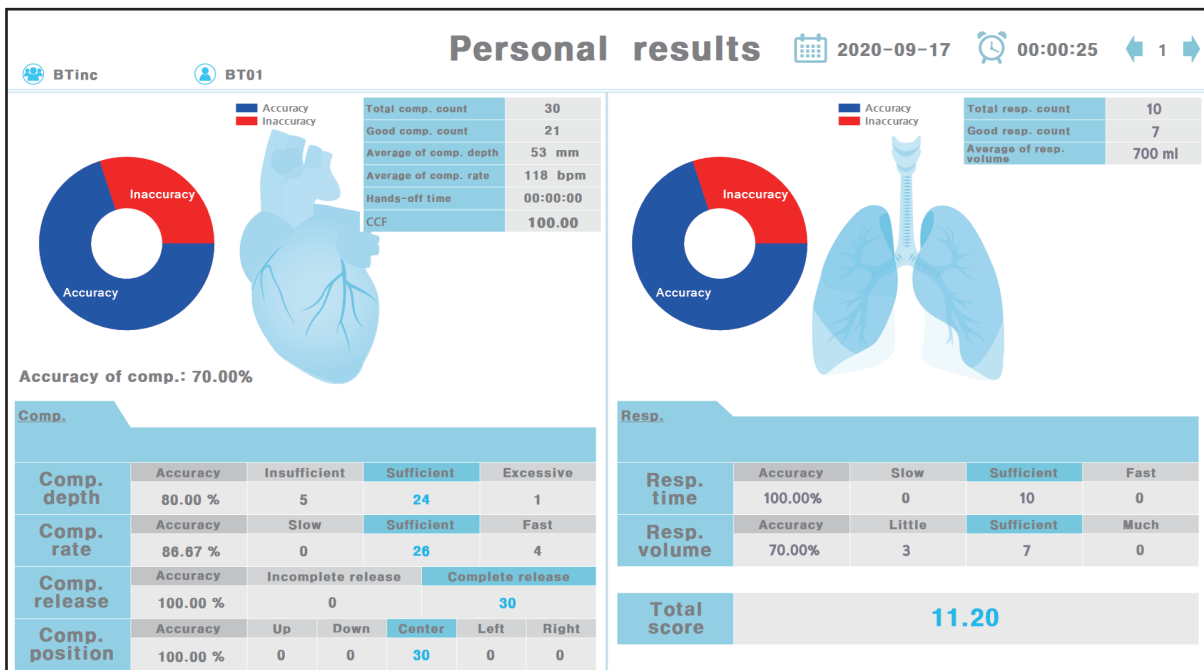 Personal results
2020-09-17
00:00:25
1
BTinc
BT01
Accuracy
Inaccuracy
Total comp. count 30
Good comp. count 21
Average of comp. depth 53 mm
Average of comp. rate 118 bpm
Hands-off time 00:00:00
CCF 100.00
Inaccuracy
Accuracy
Accuracy of comp.: 70.00%
Accuracy
Inaccuracy
Total resp. count 10
Good resp. count 7
Average of resp.
volume
700 ml
Inaccuracy
Accuracy
Comp.
Comp.
depth
Accuracy Insufficient Sufficient Excessive
80.00 % 5 24 1
Comp.
rate
Accuracy Slow Sufficient Fast
86.67 % 0 26 4
Comp.
release
Accuracy Incomplete release Complete release
100.00 % 0 30
Comp.
position
Accuracy Up Down Center Left Right
100.00 % 0 0 30 0 0
Resp.
Resp.
time
Accuracy Slow Sufficient Fast
100.00% 0 10 0
Resp.
volume
Accuracy Little Sufficient Much
70.00% 3 7 0
Total
score
11.20